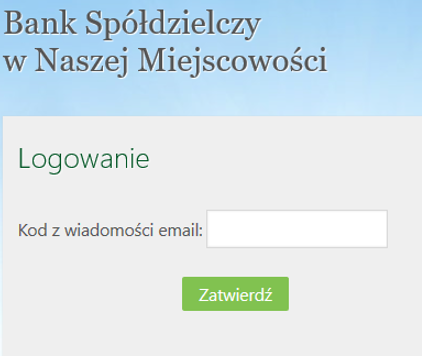 Bank Spółdzielczy
w Naszej Miejscowości
Logowanie
Kod z wiadomości email:
Zatwierdź